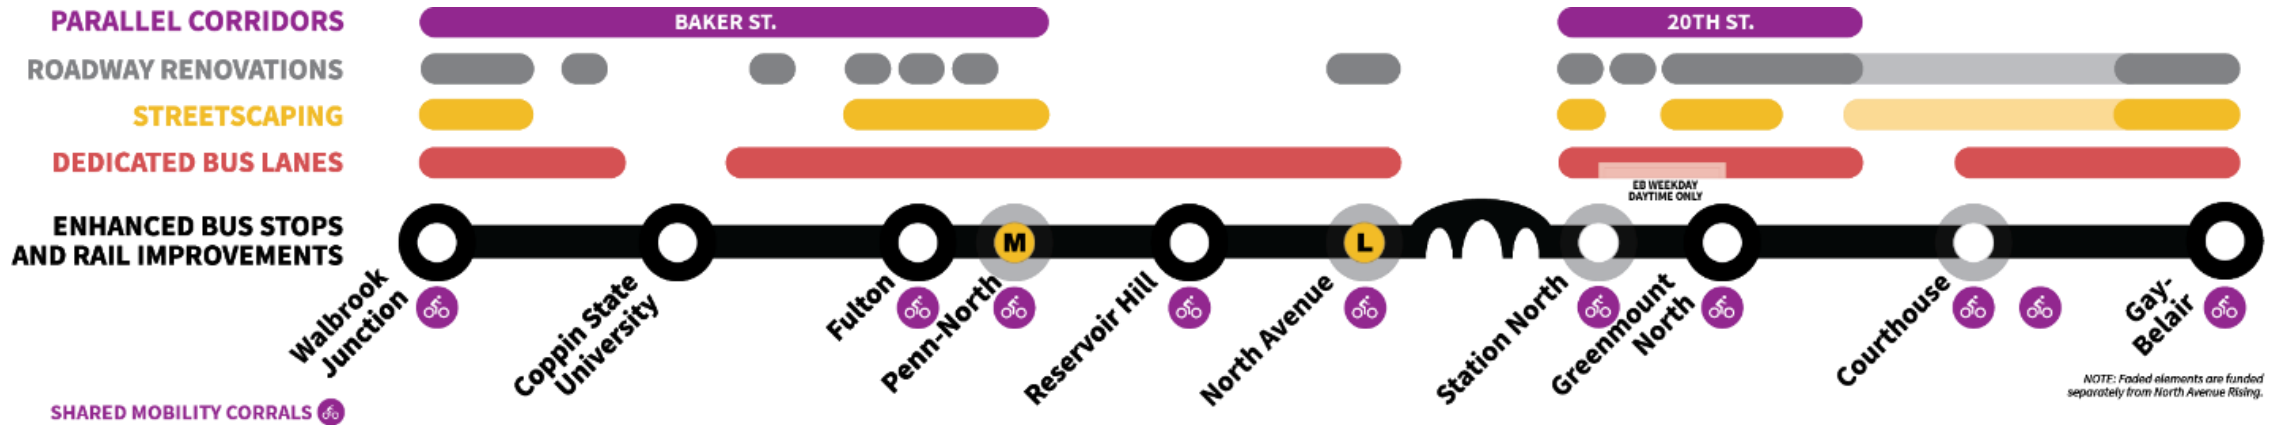 PARALLEL CORRIDORS
BAKER ST.
20TH ST.
ROADWAY RENOVATIONS
STREETSCAPING
DEDICATED BUS LANES
EB WEEKDAY
DAYTIME ONLY
ENHANCED BUS STOPS
AND RAIL IMPROVEMENTS
M
L
Walbrook
Junction
Coppin State
University
Fulton
Penn-North
Reservoir Hill
North Avenue
Station North
Greenmount
North
Courthouse
Gay-
Belair
NOTE: Faded elements are funded
separately from North Avenue Rising.
SHARED MOBILITY CORRALS